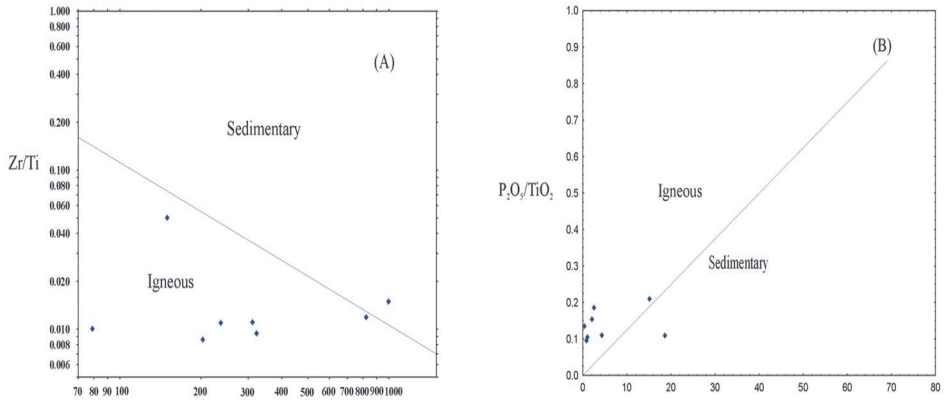 1.000
0.800
0.600
0.400
0.200
0.100
0.080
0.060
0.040
0.020
0.010
0.008
0.006
Zr/Ti
(A)
Sedimentary
Igneous
70 80 90 100 200 300 400 500 600 700 800 900 1000
1.0
0.9
0.8
0.7
0.6
0.5
0.4
0.3
0.2
0.1
0.0
P₂O₅/TiO₂
(B)
Igneous
Sedimentary
0 10 20 30 40 50 60 70 80